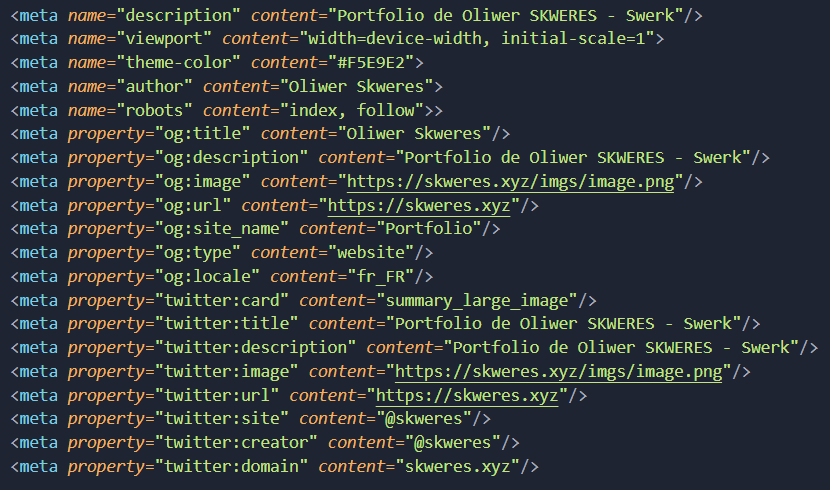 <meta name="description" content="Portfolio de Oliwer SKWERES - Swerk"/>
<meta name="viewport" content="width=device-width, initial-scale=1">
<meta name="theme-color" content="#F5E9E2">
<meta name="author" content="Oliwer Skweres">
<meta name="robots" content="index, follow">>
<meta property="og:title" content="Oliwer Skweres"/>
<meta property="og:description" content="Portfolio de Oliwer SKWERES - Swerk"/>
<meta property="og:image" content="https://skweres.xyz/imgs/image.png"/>
<meta property="og:url" content="https://skweres.xyz"/>
<meta property="og:site_name" content="Portfolio"/>
<meta property="og:type" content="website"/>
<meta property="og:locale" content="fr_FR"/>
<meta property="twitter:card" content="summary_large_image"/>
<meta property="twitter:title" content="Portfolio de Oliwer SKWERES - Swerk"/>
<meta property="twitter:description" content="Portfolio de Oliwer SKWERES - Swerk"/>
<meta property="twitter:image" content="https://skweres.xyz/imgs/image.png"/>
<meta property="twitter:url" content="https://skweres.xyz"/>
<meta property="twitter:site" content="@skweres"/>
<meta property="twitter:creator" content="@skweres"/>
<meta property="twitter:domain" content="skweres.xyz"/>